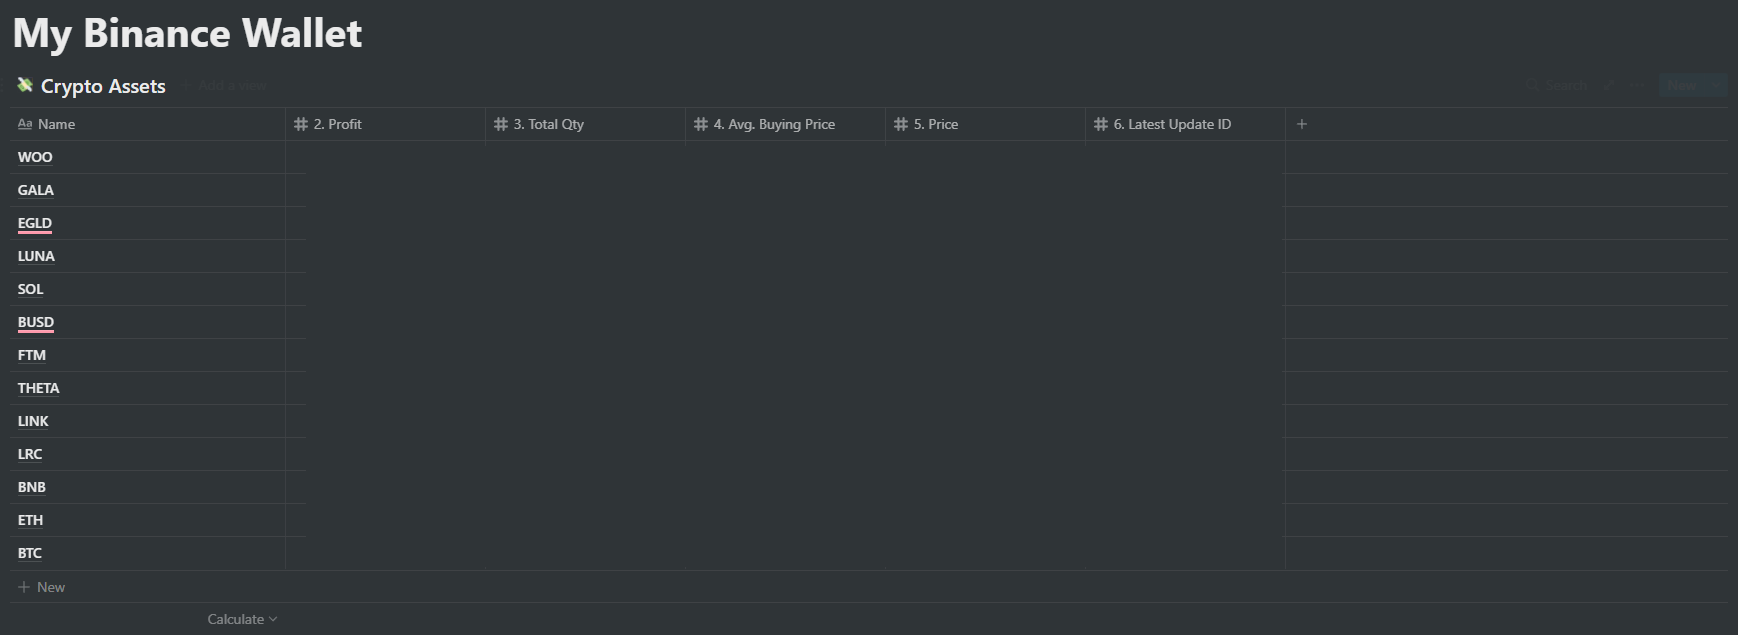 My Binance Wallet
Crypto Assets Add a view Search New
Aa Name # 2. Profit # 3. Total Qty # 4. Avg. Buying Price # 5. Price # 6. Latest Update ID +
WOO
GALA
EGLD
LUNA
SOL
BUSD
FTM
THETA
LINK
LRC
BNB
ETH
BTC
+ New
Calculate